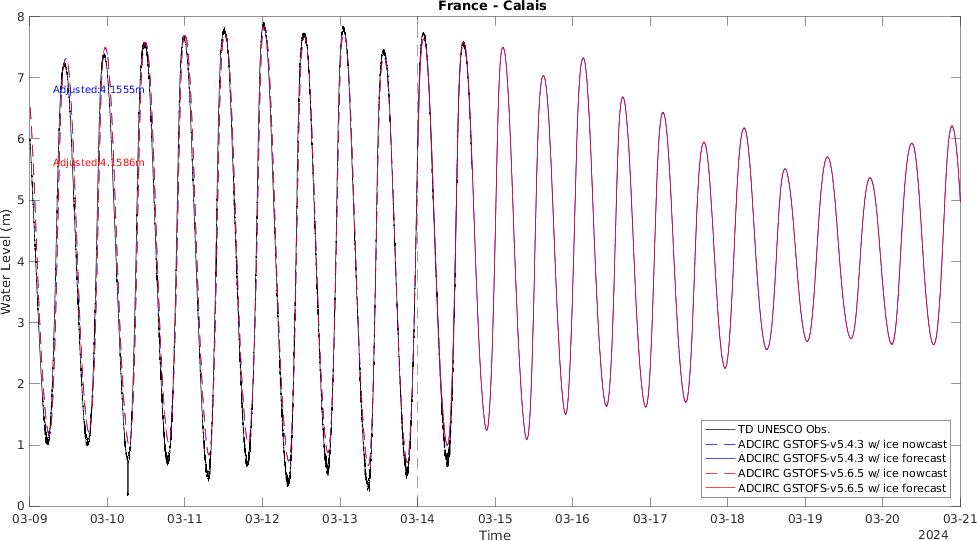 France - Calais
8
7
6
5
4
3
2
1
0
Water Level (m)
Adjusted:4.1555m
Adjusted:4.1586m
TD UNESCO Obs.
ADCIRC GSTOFS-v5.4.3 w/ ice nowcast
ADCIRC GSTOFS-v5.4.3 w/ ice forecast
ADCIRC GSTOFS-v5.6.5 w/ ice nowcast
ADCIRC GSTOFS-v5.6.5 w/ ice forecast
03-09 03-10 03-11 03-12 03-13 03-14 03-15 03-16 03-17 03-18 03-19 03-20 03-21
Time
2024